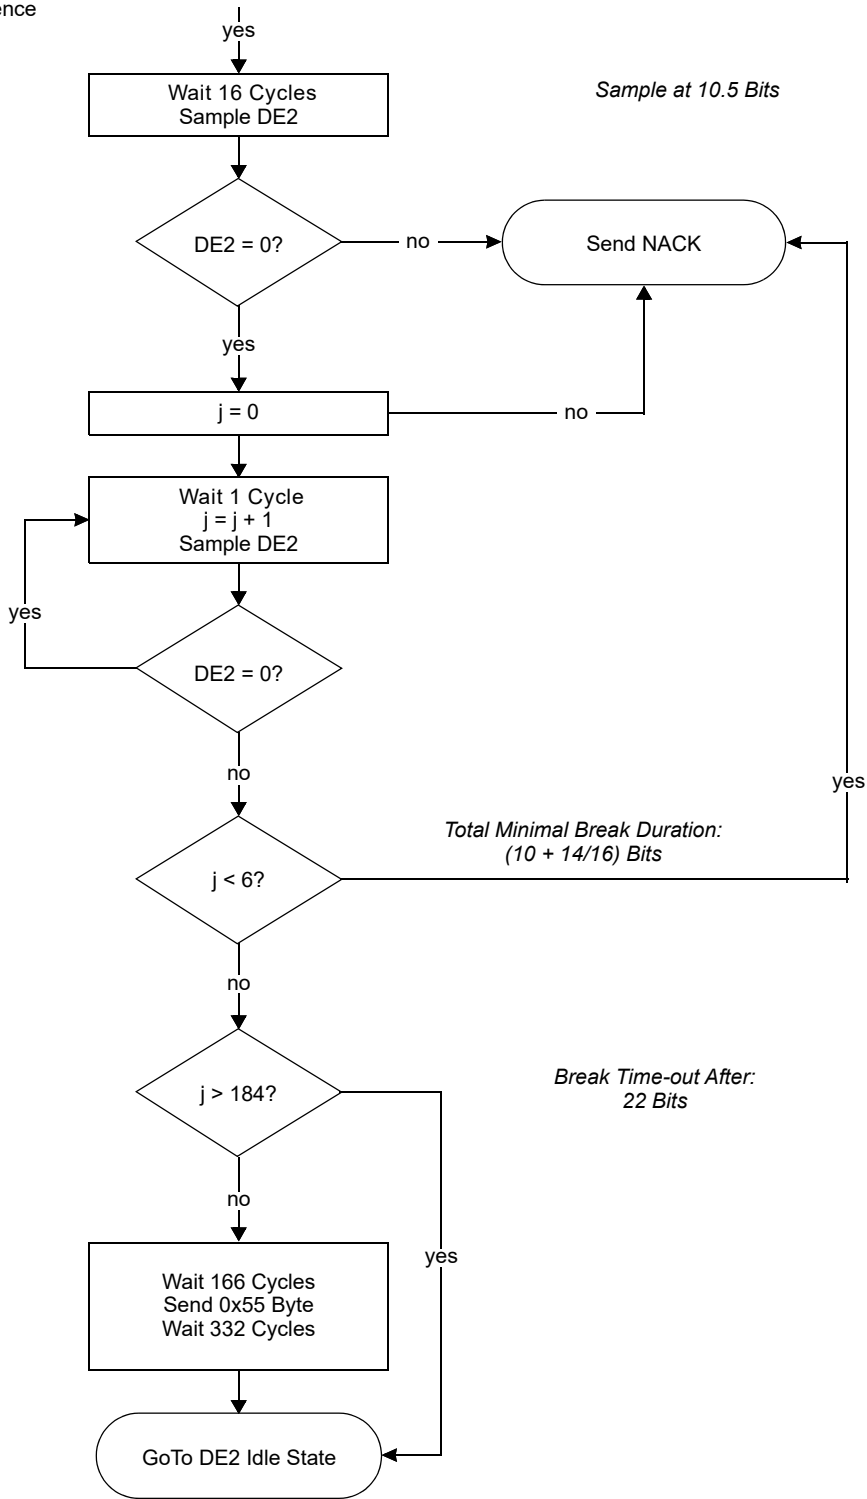 ence
yes
Wait 16 Cycles
Sample DE2
Sample at 10.5 Bits
DE2 = 0?
no
Send NACK
yes
j = 0
no
Wait 1 Cycle
j = j + 1
Sample DE2
yes
DE2 = 0?
no
yes
Total Minimal Break Duration:
(10 + 14/16) Bits
j < 6?
no
j > 184?
Break Time-out After:
22 Bits
no
yes
Wait 166 Cycles
Send 0x55 Byte
Wait 332 Cycles
GoTo DE2 Idle State